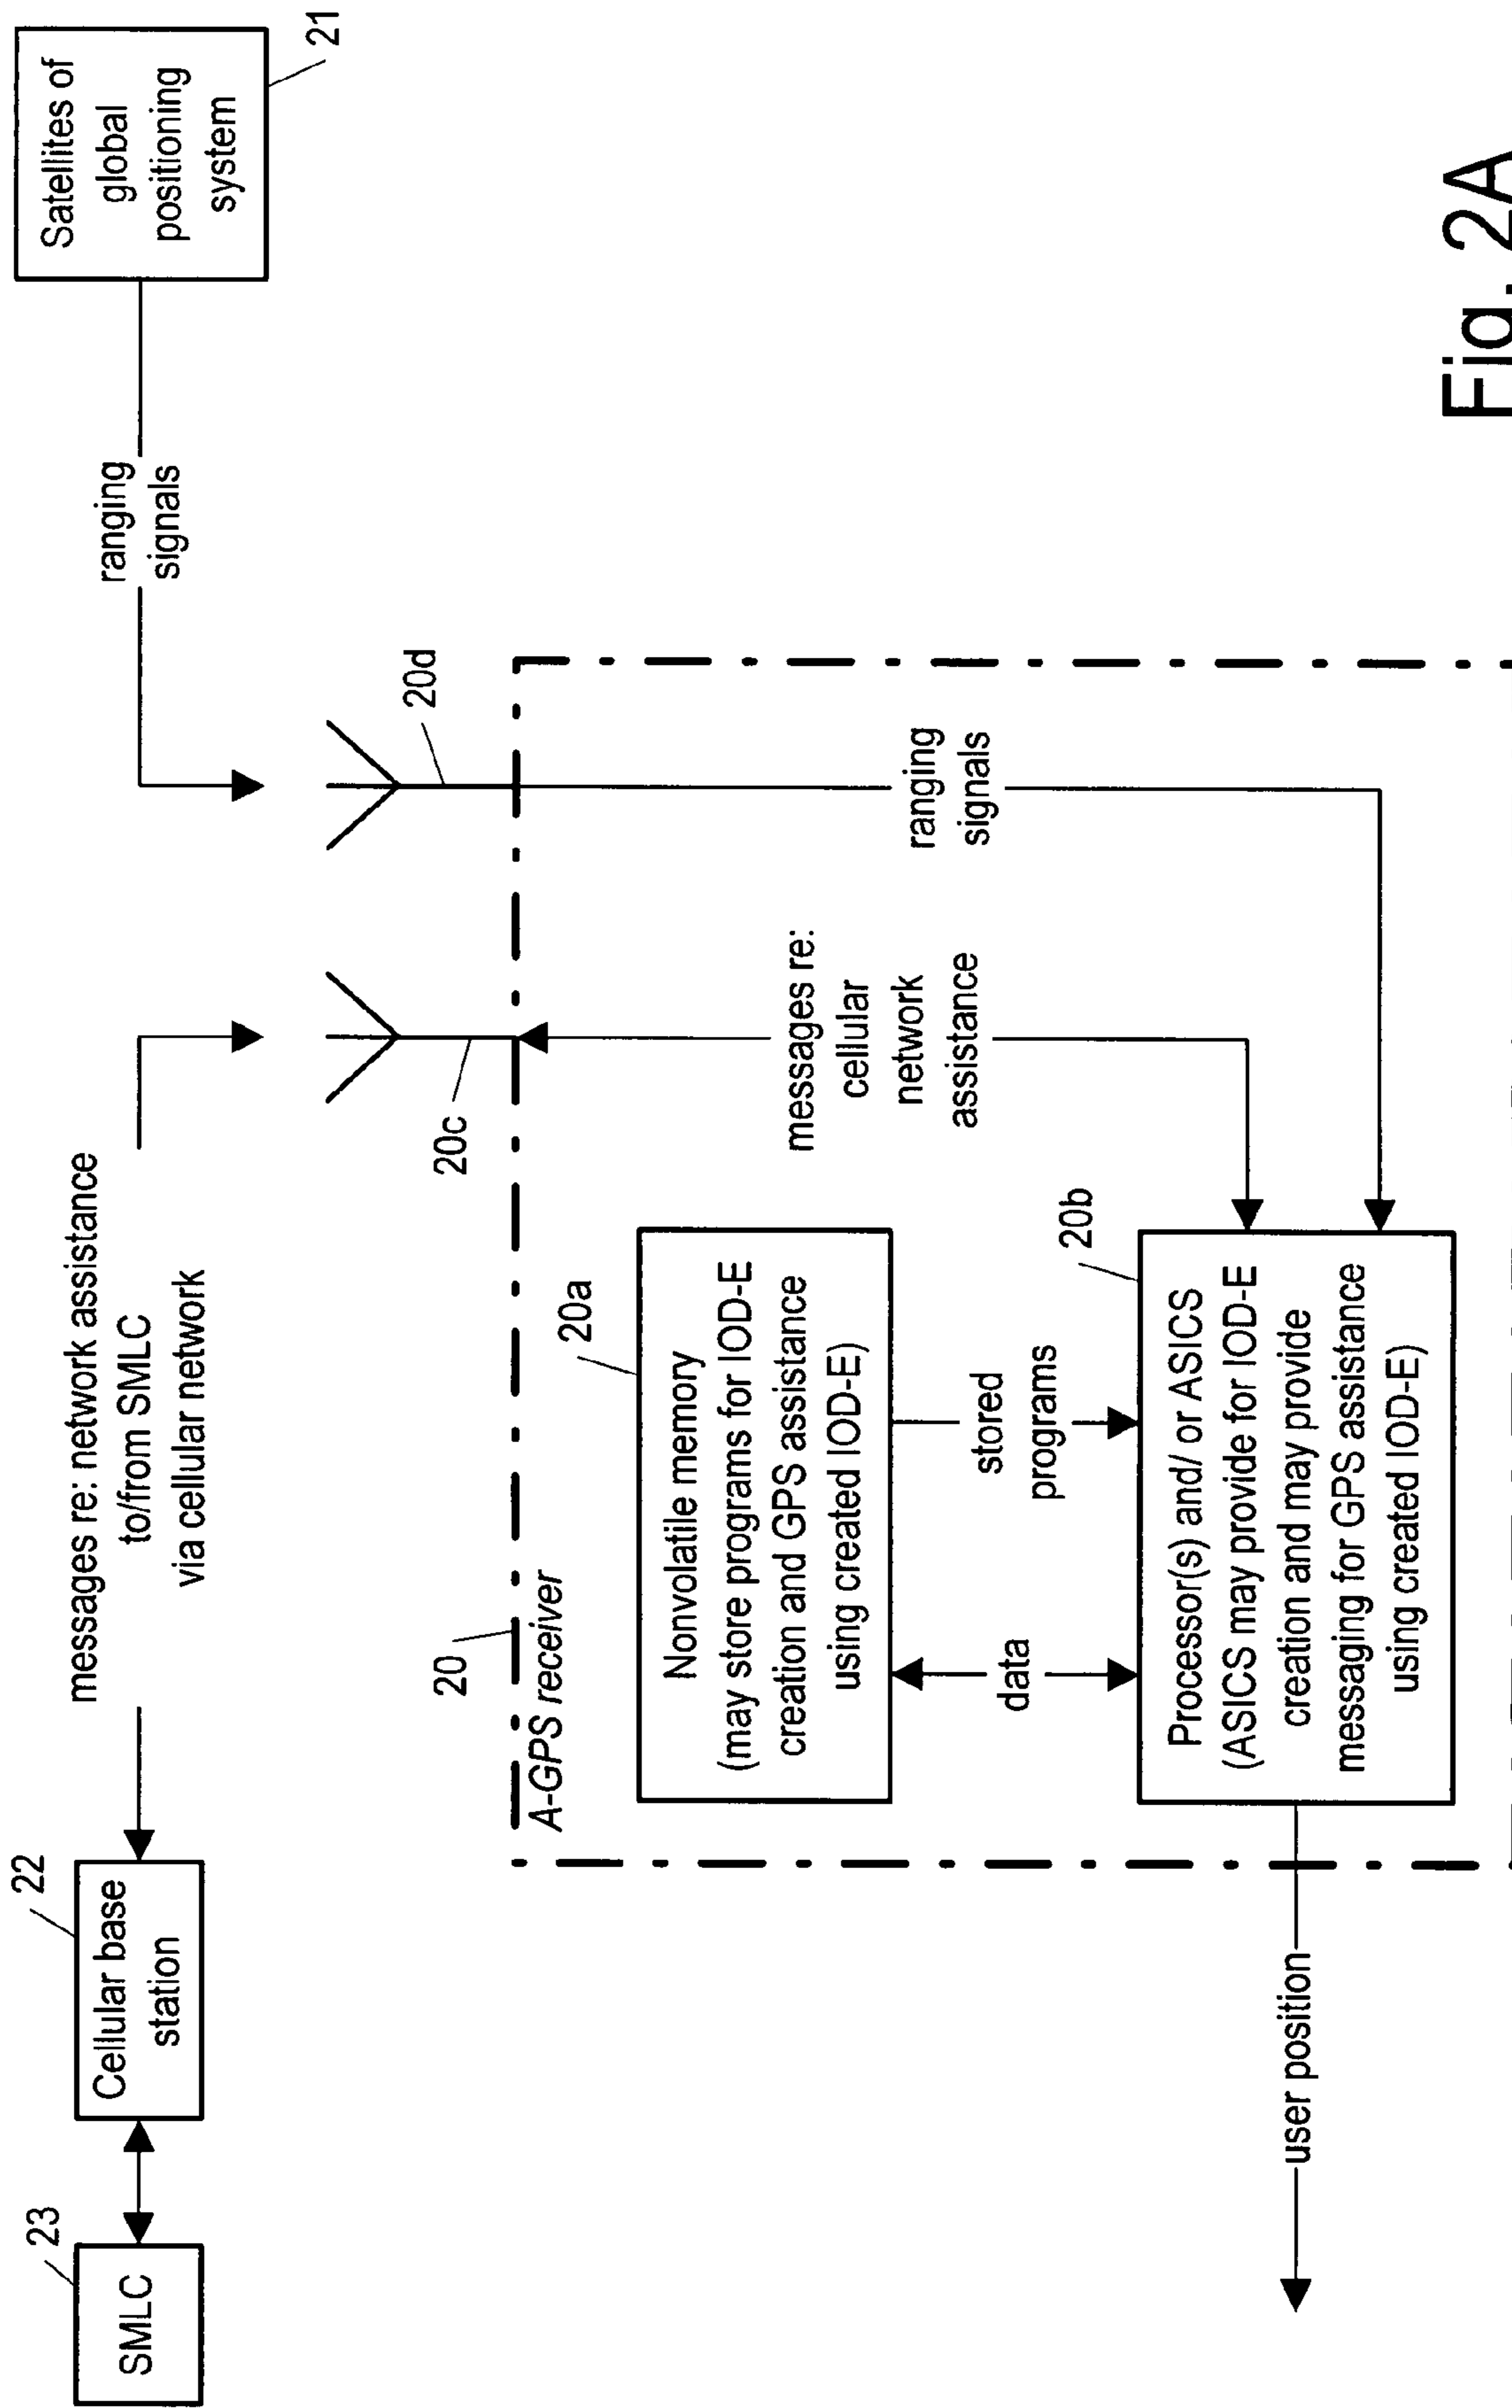 23
SMLC
22
Cellular base
station
messages re: network assistance
to/from SMLC
via cellular network
ranging
signals
Satellites of
global
positioning
system
21
20
A-GPS receiver
20c
20d
20a
Nonvolatile memory
(may store programs for IOD-E
creation and GPS assistance
using created IOD-E)
messages re:
cellular
network
assistance
ranging
signals
data
stored
programs
20b
Processor(s) and/ or ASICS
(ASICS may provide for IOD-E
creation and may provide
messaging for GPS assistance
using created IOD-E)
user position
Fig. 2A